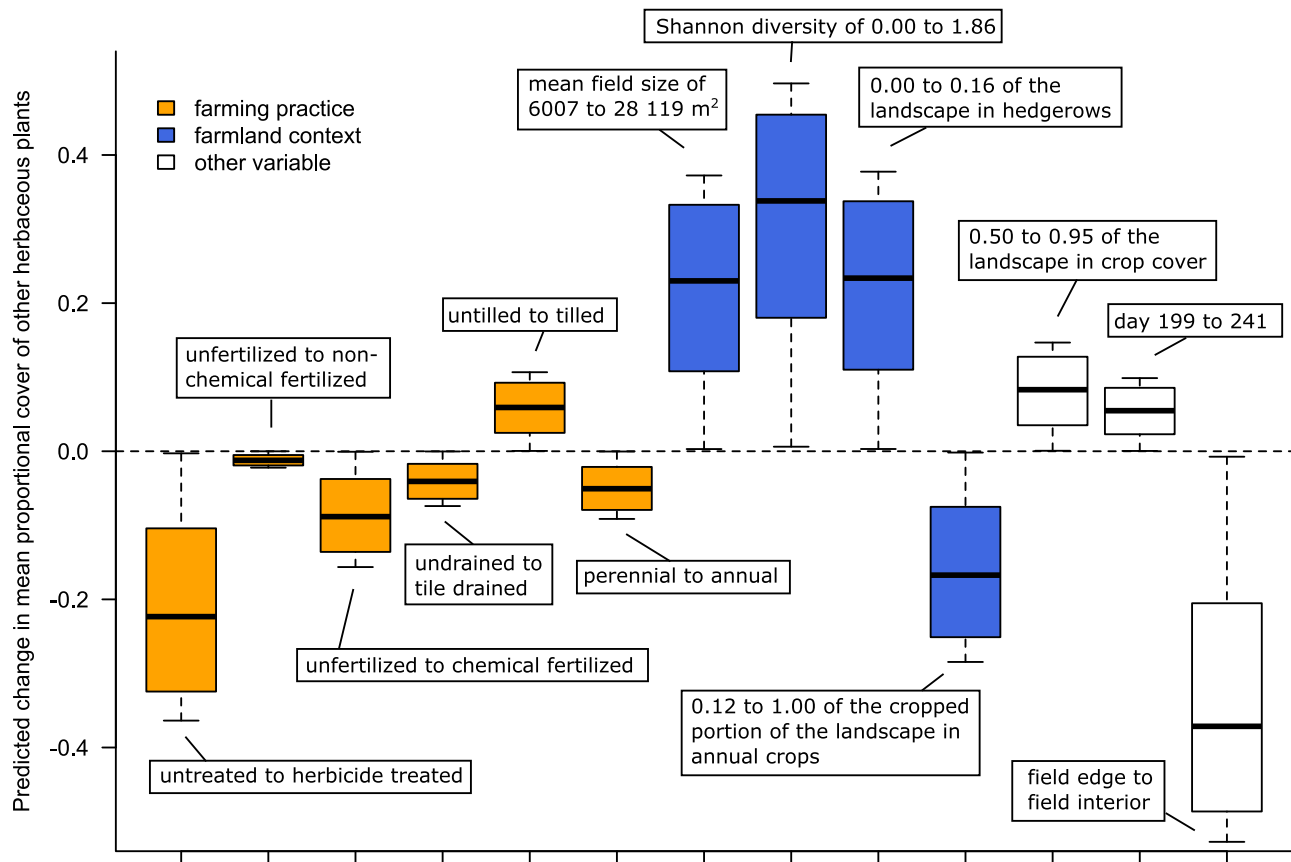 Shannon diversity of 0.00 to 1.86
mean field size of
6007 to 28 119 m²
0.00 to 0.16 of the
landscape in hedgerows
farming practice
farmland context
other variable
0.50 to 0.95 of the
landscape in crop cover
day 199 to 241
untilled to tilled
unfertilized to non-
chemical fertilized
Predicted change in mean proportional cover of other herbaceous plants
0.4
0.2
0.0
-0.2
-0.4
undrained to
tile drained
perennial to annual
unfertilized to chemical fertilized
untreated to herbicide treated
0.12 to 1.00 of the cropped
portion of the landscape in
annual crops
field edge to
field interior